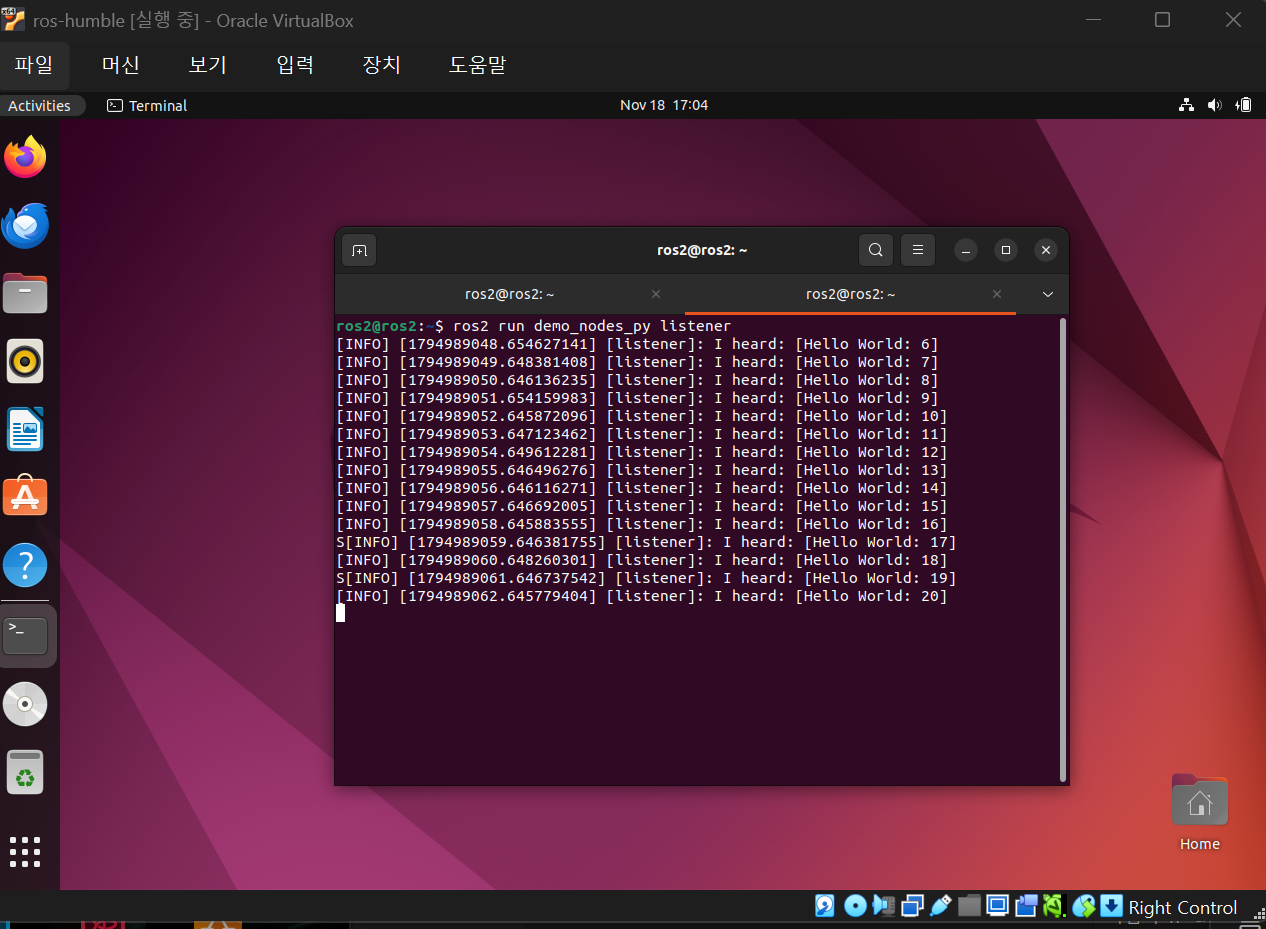 ros-humble [실행 중] - Oracle VirtualBox
파일 머신 보기 입력 장치 도움말
Activities Terminal Nov 18 17:04
ros2@ros2: ~
ros2@ros2: ~ ros2@ros2: ~
ros2@ros2:~$ ros2 run demo_nodes_py listener
[INFO] [1794989048.654627141] [listener]: I heard: [Hello World: 6]
[INFO] [1794989049.648381408] [listener]: I heard: [Hello World: 7]
[INFO] [1794989050.646136235] [listener]: I heard: [Hello World: 8]
[INFO] [1794989051.654159983] [listener]: I heard: [Hello World: 9]
[INFO] [1794989052.645872096] [listener]: I heard: [Hello World: 10]
[INFO] [1794989053.647123462] [listener]: I heard: [Hello World: 11]
[INFO] [1794989054.649612281] [listener]: I heard: [Hello World: 12]
[INFO] [1794989055.646496276] [listener]: I heard: [Hello World: 13]
[INFO] [1794989056.646116271] [listener]: I heard: [Hello World: 14]
[INFO] [1794989057.646692005] [listener]: I heard: [Hello World: 15]
[INFO] [1794989058.645883555] [listener]: I heard: [Hello World: 16]
S[INFO] [1794989059.646381755] [listener]: I heard: [Hello World: 17]
[INFO] [1794989060.648260301] [listener]: I heard: [Hello World: 18]
S[INFO] [1794989061.646737542] [listener]: I heard: [Hello World: 19]
[INFO] [1794989062.645779404] [listener]: I heard: [Hello World: 20]
Home
Right Control